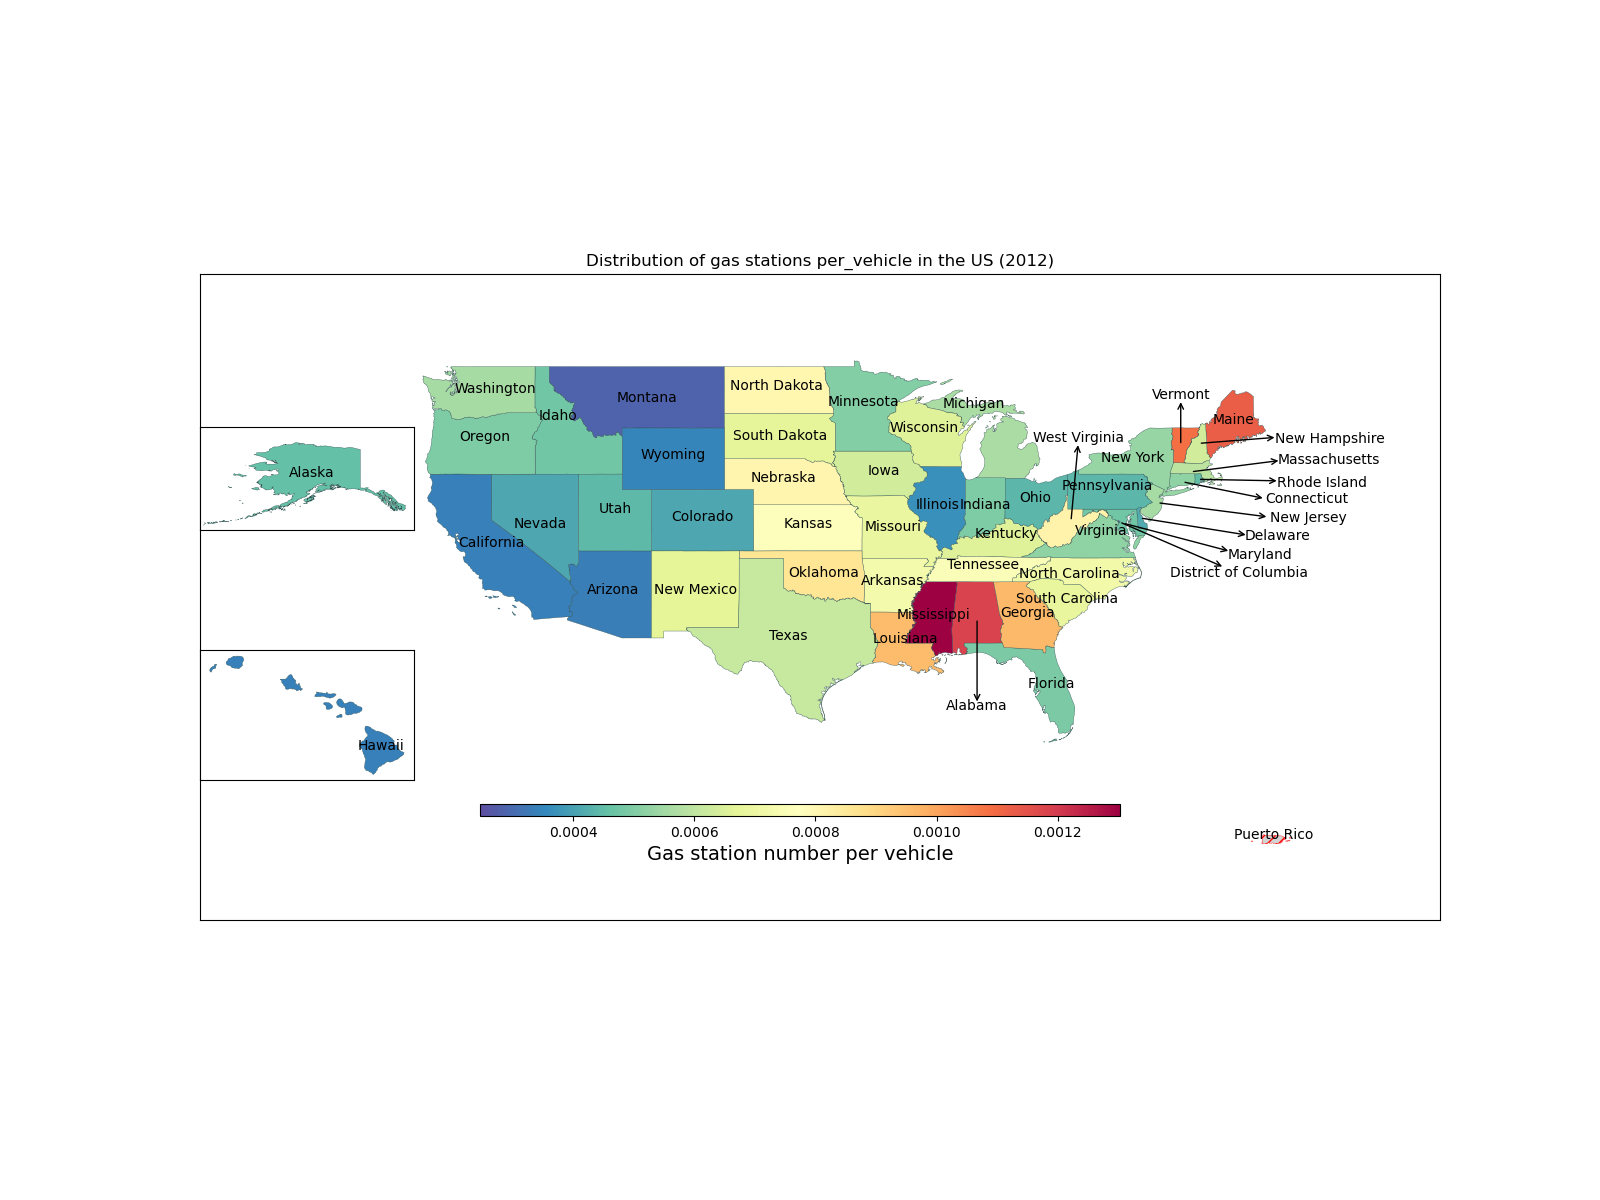 Distribution of gas stations per_vehicle in the US (2012)
Washington
Montana
North Dakota
Minnesota
Michigan
Vermont
Maine
Idaho
Oregon
Wyoming
South Dakota
Wisconsin
West Virginia
New York
New Hampshire
Massachusetts
Rhode Island
Connecticut
New Jersey
Delaware
Maryland
District of Columbia
Alaska
Nebraska
Iowa
Illinois
Indiana
Ohio
Pennsylvania
Nevada
Utah
Colorado
Kansas
Missouri
Kentucky
Virginia
California
Arizona
New Mexico
Oklahoma
Arkansas
Tennessee
North Carolina
South Carolina
Mississippi
Georgia
Texas
Louisiana
Florida
Alabama
Hawaii
Puerto Rico
0.0004
0.0006
0.0008
0.0010
0.0012
Gas station number per vehicle